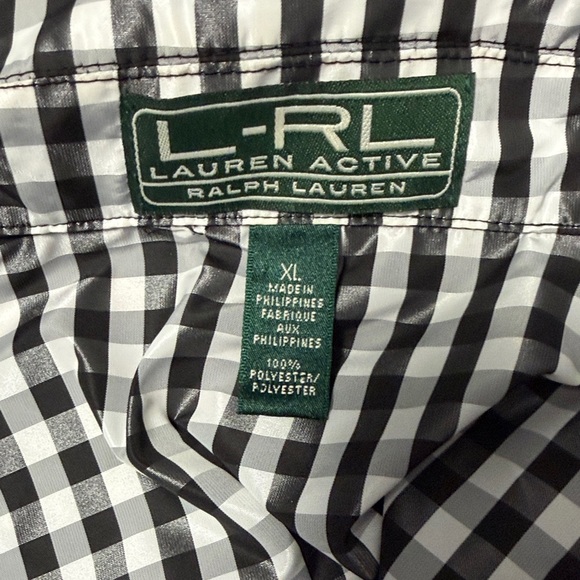 L-RL
LAUREN ACTIVE
RALPH LAUREN
XL
MADE IN
PHILIPPINES
FABRIQUE
AUX
PHILIPPINES
100%
POLYESTER/
POLYESTER